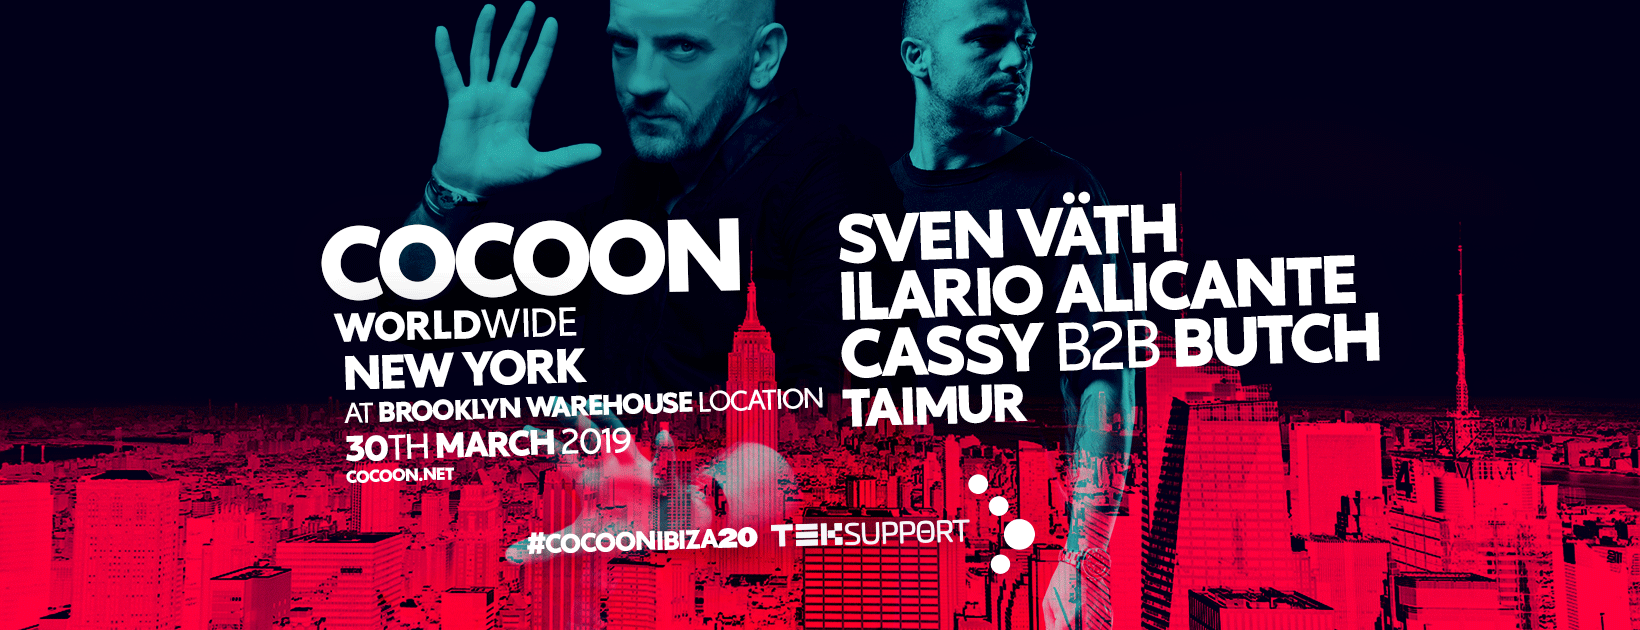 COCOON
WORLDWIDE
NEW YORK
AT BROOKLYN WAREHOUSE LOCATION
30TH MARCH 2019
COCOON.NET
SVEN VÄTH
ILARIO ALICANTE
CASSY B2B BUTCH
TAIMUR
#COCOONIBIZA20 TEKSUPPORT